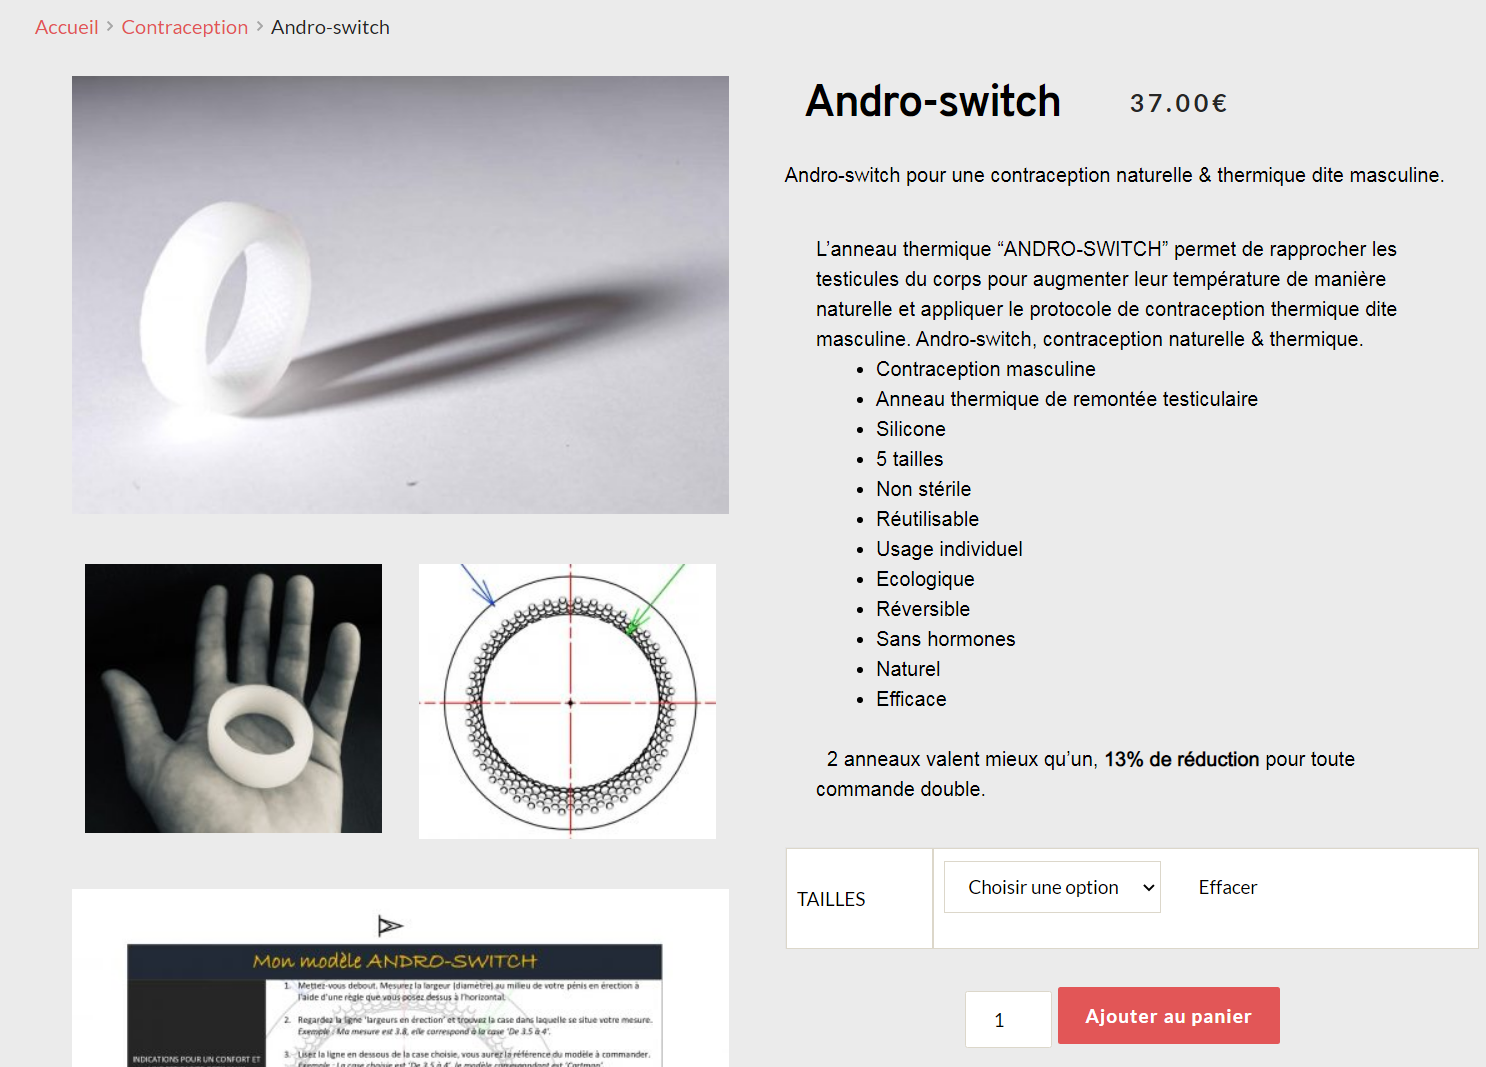 Accueil > Contraception > Andro-switch
Andro-switch
37.00€
Andro-switch pour une contraception naturelle & thermique dite masculine.
L’anneau thermique “ANDRO-SWITCH” permet de rapprocher les
testicules du corps pour augmenter leur température de manière
naturelle et appliquer le protocole de contraception thermique dite
masculine. Andro-switch, contraception naturelle & thermique.
• Contraception masculine
• Anneau thermique de remontée testiculaire
• Silicone
• 5 tailles
• Non stérile
• Réutilisable
• Usage individuel
• Ecologique
• Réversible
• Sans hormones
• Naturel
• Efficace
2 anneaux valent mieux qu’un, 13% de réduction pour toute
commande double.
TAILLES
Choisir une option
Effacer
1
Ajouter au panier
Mon modèle ANDRO-SWITCH
1. Mettez-vous debout. Mesurez la largeur (diamètre) au milieu de votre pénis en érection à
l'aide d'une règle que vous posez dessus à l'horizontal.
2. Regardez la ligne 'largeurs en érection' et trouvez la case dans laquelle se situe votre mesure.
Exemple : Ma mesure est 3.8, elle correspond à la case 'De 3.5 à 4'.
3. Lisez la ligne en dessous de la case choisie, vous aurez la référence du modèle à commander.
Exemple : La case choisie est 'De 3.5 à 4', le modèle correspondant est 'Cartman'.
INDICATIONS POUR UN CONFORT ET